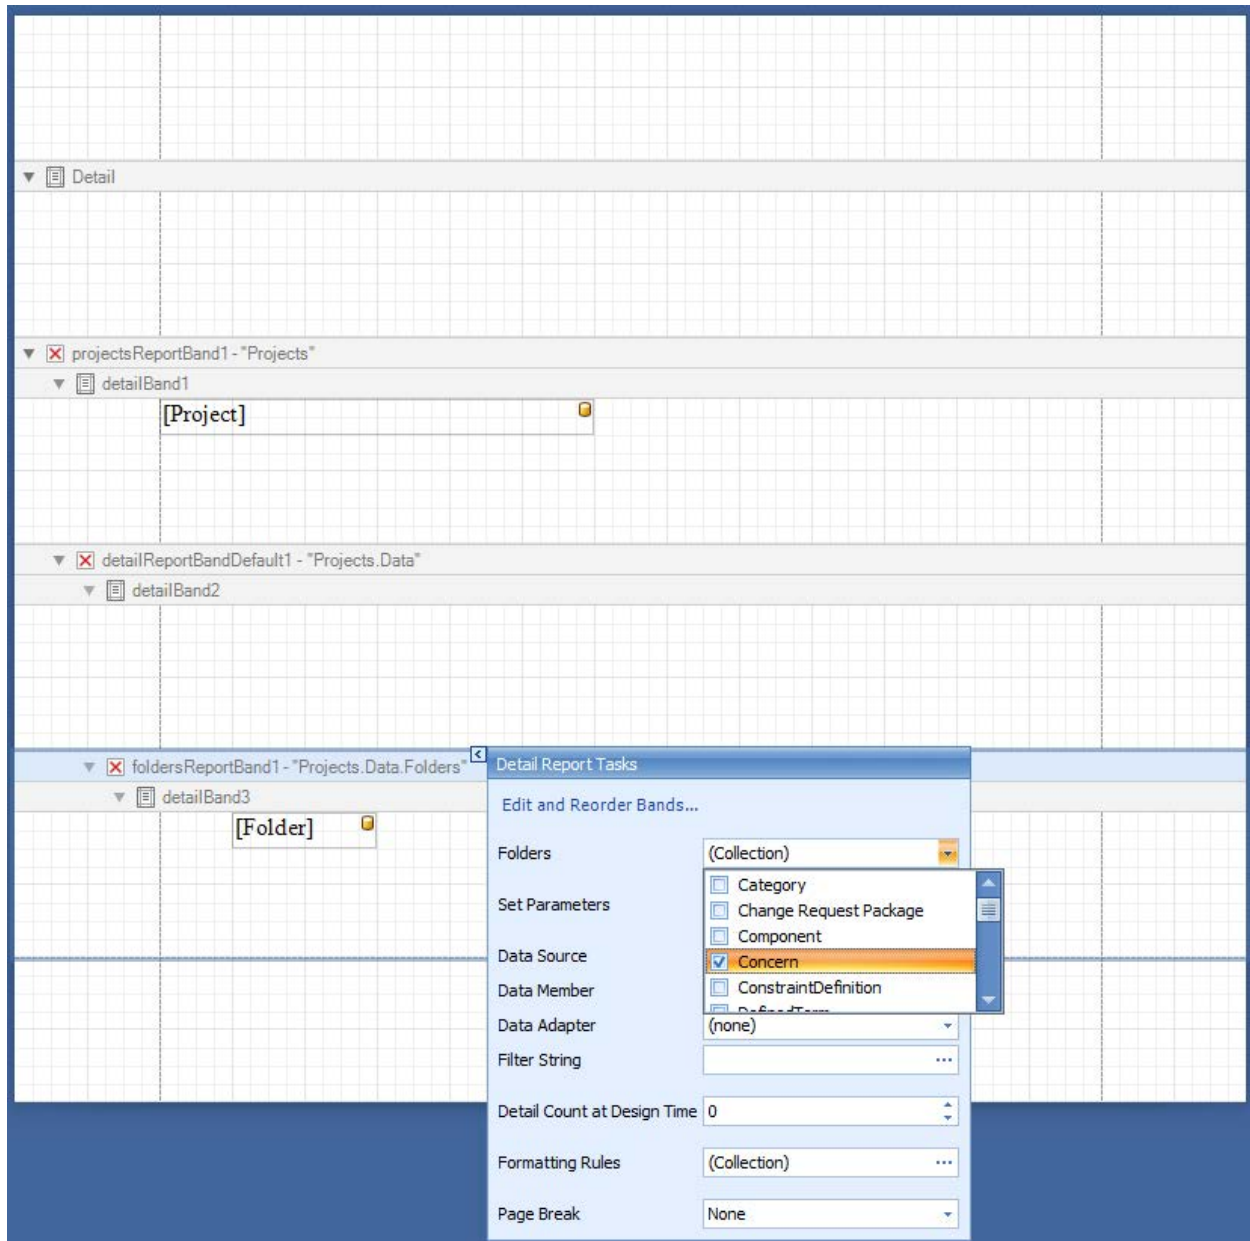 Detail
projectsReportBand1 - "Projects"
detailBand1
[Project]
detailReportBandDefault1 - "Projects.Data"
detailBand2
foldersReportBand1 - "Projects.Data.Folders"
Detail Report Tasks
detailBand3
Edit and Reorder Bands...
[Folder]
Folders (Collection)
Category
Set Parameters
Change Request Package
Component
Data Source
Concern
Data Member
ConstraintDefinition
DefinedTerm
Data Adapter (none)
Filter String
Detail Count at Design Time 0
Formatting Rules (Collection)
Page Break None